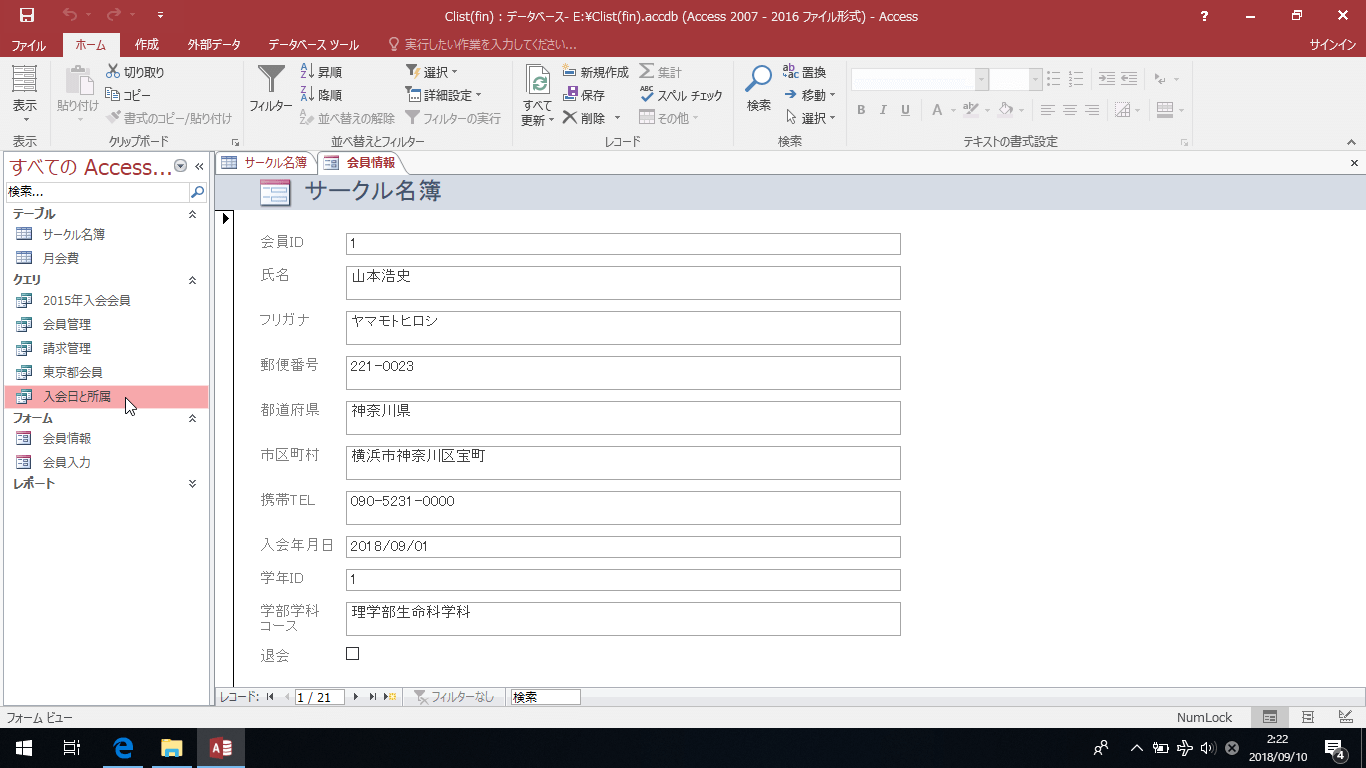 Clist(fin) : データベース- E:¥Clist(fin).accdb (Access 2007 - 2016 ファイル形式) - Access
?
ファイル ホーム 作成 外部データ データベース ツール 実行したい作業を入力してください... サインイン
表示
表示
貼り付け
切り取り
コピー
書式のコピー/貼り付け
クリップボード
フィルター
昇順
降順
並べ替えの解除
選択
詳細設定
フィルターの実行
並べ替えとフィルター
すべて
更新
新規作成
保存
削除
集計
スペル チェック
その他
レコード
検索
置換
移動
選択
検索
B I U A
テキストの書式設定
すべての Access...
検索...
テーブル
サークル名簿
月会費
クエリ
2015年入会会員
会員管理
請求管理
東京都会員
入会日と所属
フォーム
会員情報
会員入力
レポート
サークル名簿 会員情報
サークル名簿
会員ID 1
氏名 山本浩史
フリガナ ヤマモトヒロシ
郵便番号 221-0023
都道府県 神奈川県
市区町村 横浜市神奈川区宝町
携帯TEL 090-5231-0000
入会年月日 2018/09/01
学年ID 1
学部学科
コース 理学部生命科学科
退会
レコード: 1 / 21 フィルターなし 検索
フォーム ビュー NumLock
2:22
2018/09/10
4